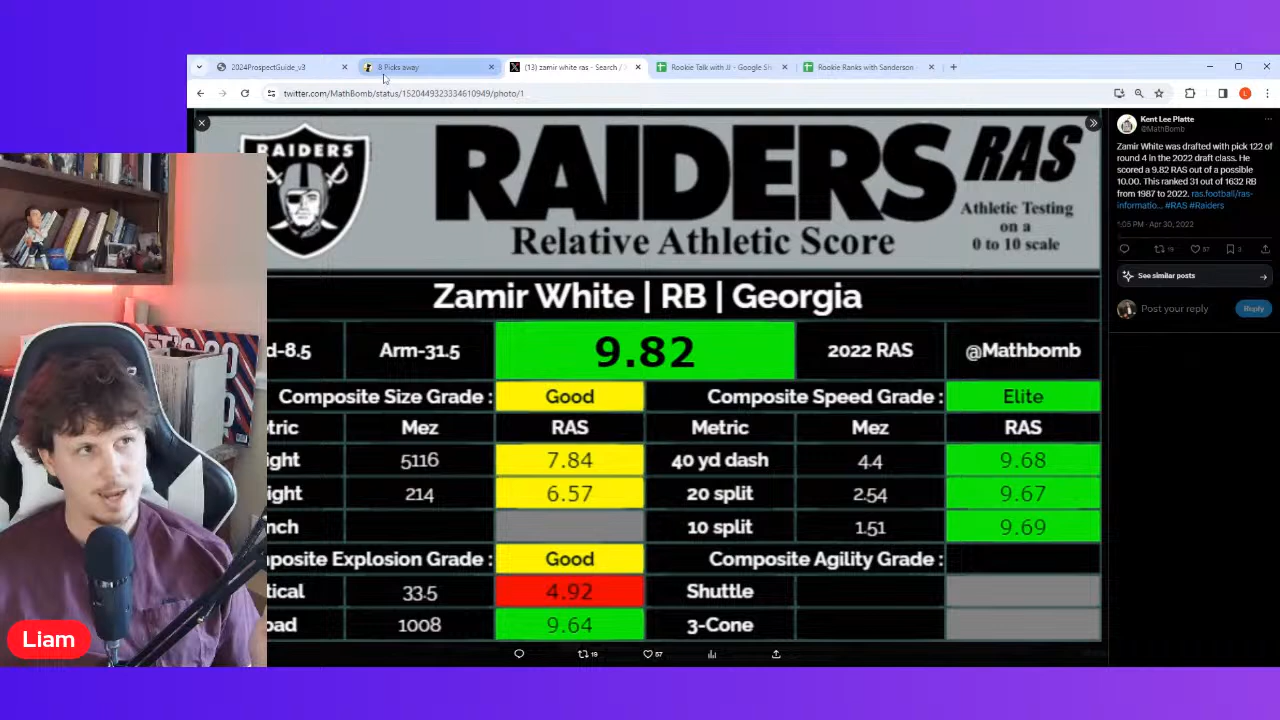 2024ProspectGuide_v3
8 Picks away
(13) zamir white ras - Search /
Rookie Talk with JJ - Google Sh
Rookie Ranks with Sanderson
twitter.com/MathBomb/status/1520449323334610949/photo/1
RAIDERS
RAIDERS
RAS
Relative Athletic Score
Athletic Testing
on a
0 to 10 scale
Zamir White | RB | Georgia
d-8.5
Arm-31.5
9.82
2022 RAS
@Mathbomb
Composite Size Grade :
Good
Composite Speed Grade :
Elite
tric
Mez
RAS
Metric
Mez
RAS
ight
5116
7.84
40 yd dash
4.4
9.68
ight
214
6.57
20 split
2.54
9.67
nch
10 split
1.51
9.69
posite Explosion Grade :
Good
Composite Agility Grade :
tical
33.5
4.92
Shuttle
oad
1008
9.64
3-Cone
19
57
Kent Lee Platte
@MathBomb
Zamir White was drafted with pick 122 of
round 4 in the 2022 draft class. He
scored a 9.82 RAS out of a possible
10.00. This ranked 31 out of 1632 RB
from 1987 to 2022. ras.football/ras-
informatio... #RAS #Raiders
1:05 PM · Apr 30, 2022
19
57
3
See similar posts
Post your reply
Reply
Liam